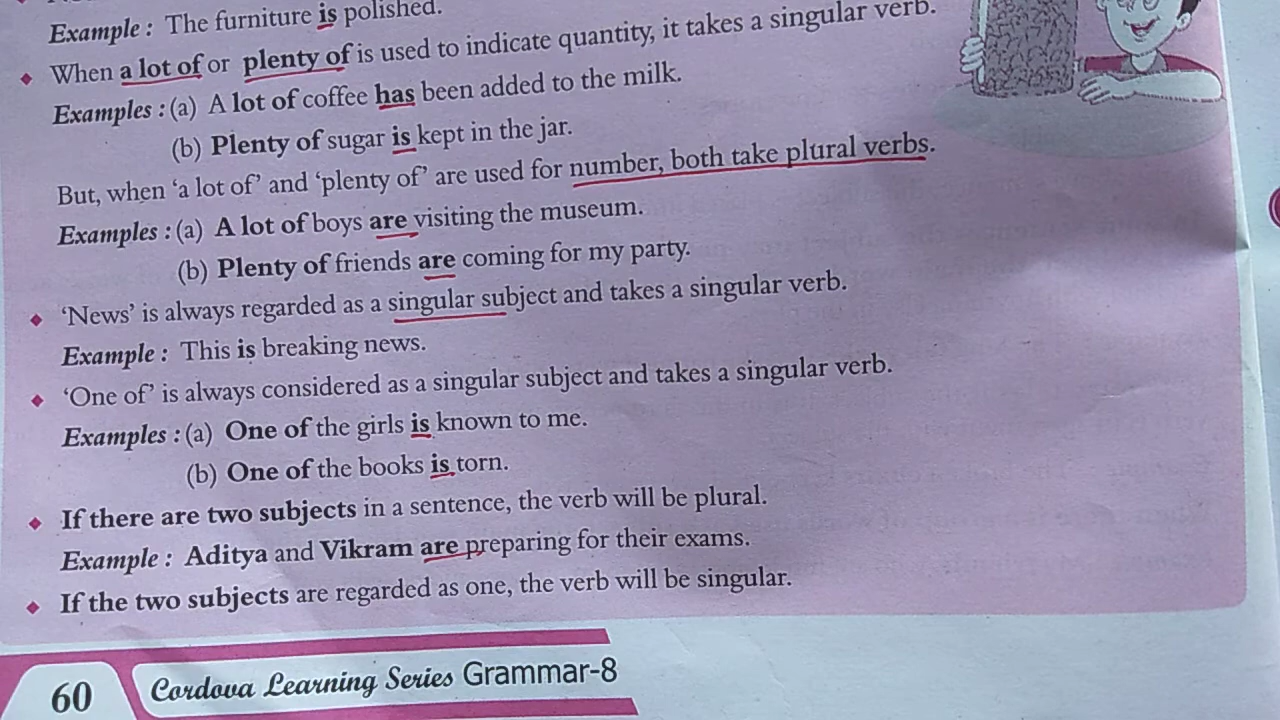 Example : The furniture is polished.
When a lot of or plenty of is used to indicate quantity, it takes a singular verb.
Examples : (a) A lot of coffee has been added to the milk.
(b) Plenty of sugar is kept in the jar.
But, when ‘a lot of’ and ‘plenty of’ are used for number, both take plural verbs.
Examples : (a) A lot of boys are visiting the museum.
(b) Plenty of friends are coming for my party.
‘News’ is always regarded as a singular subject and takes a singular verb.
Example : This is breaking news.
‘One of’ is always considered as a singular subject and takes a singular verb.
Examples : (a) One of the girls is known to me.
(b) One of the books is torn.
If there are two subjects in a sentence, the verb will be plural.
Example : Aditya and Vikram are preparing for their exams.
If the two subjects are regarded as one, the verb will be singular.
60 Cordova Learning Series Grammar-8